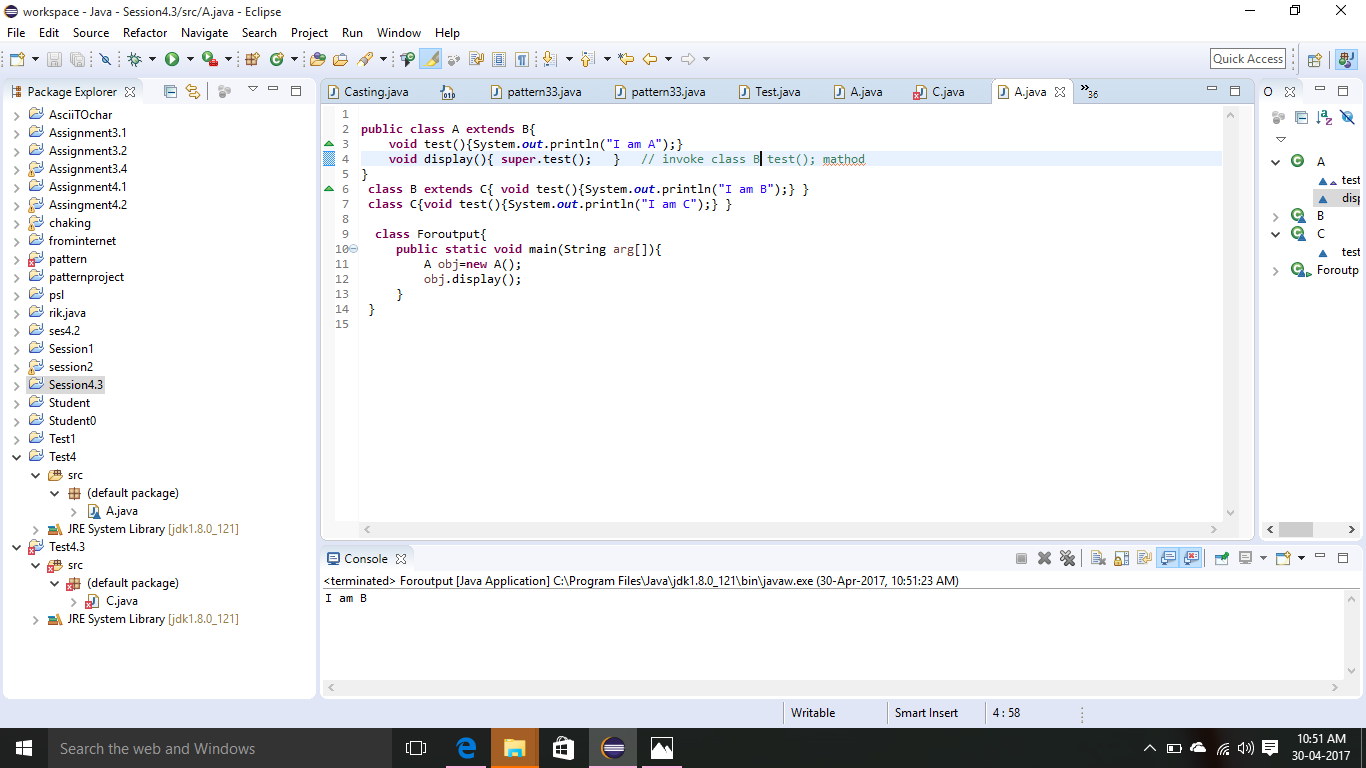 workspace - Java - Session4.3/src/A.java - Eclipse
File Edit Source Refactor Navigate Search Project Run Window Help
Quick Access
Package Explorer
AsciiTOchar
Assignment3.1
Assignment3.2
Assignment3.4
Assignment4.1
Assingment4.2
chaking
frominternet
pattern
patternproject
psl
rik.java
ses4.2
Session1
session2
Session4.3
Student
Student0
Test1
Test4
src
(default package)
A.java
JRE System Library [jdk1.8.0_121]
Test4.3
src
(default package)
C.java
JRE System Library [jdk1.8.0_121]
Casting.java 010 pattern33.java pattern33.java Test.java A.java C.java A.java »36
1
2 public class A extends B{
3 void test(){System.out.println("I am A");}
4 void display(){ super.test(); } // invoke class B test(); mathod
5 }
6 class B extends C{ void test(){System.out.println("I am B");} }
7 class C{void test(){System.out.println("I am C");} }
8
9 class Foroutput{
10 public static void main(String arg[]){
11 A obj=new A();
12 obj.display();
13 }
14 }
15
O
A
test
disp
B
C
test
Foroutp
Console
<terminated> Foroutput [Java Application] C:\Program Files\Java\jdk1.8.0_121\bin\javaw.exe (30-Apr-2017, 10:51:23 AM)
I am B
Writable Smart Insert 4 : 58
Search the web and Windows
10:51 AM
30-04-2017